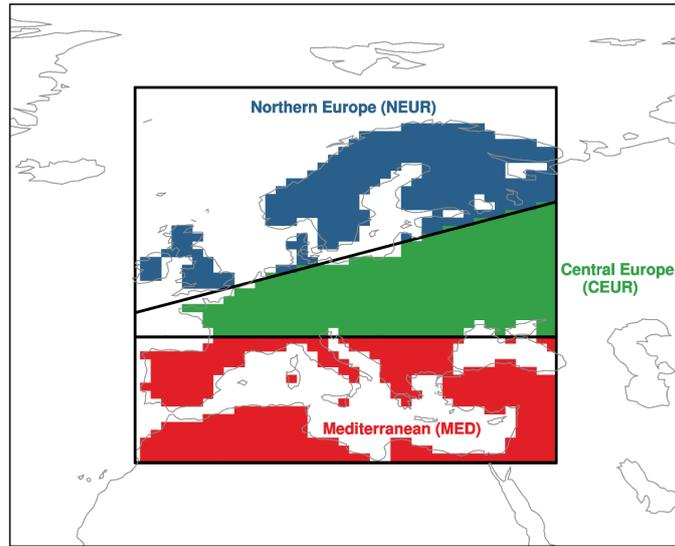 Northern Europe (NEUR)
Central Europe
(CEUR)
Mediterranean (MED)